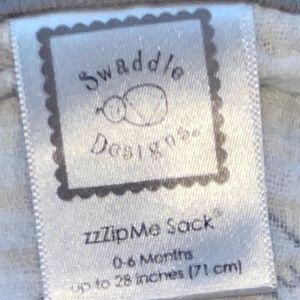 Swaddle
Designs®
zzZipMe Sack®
0-6 Months
up to 28 inches (71 cm)